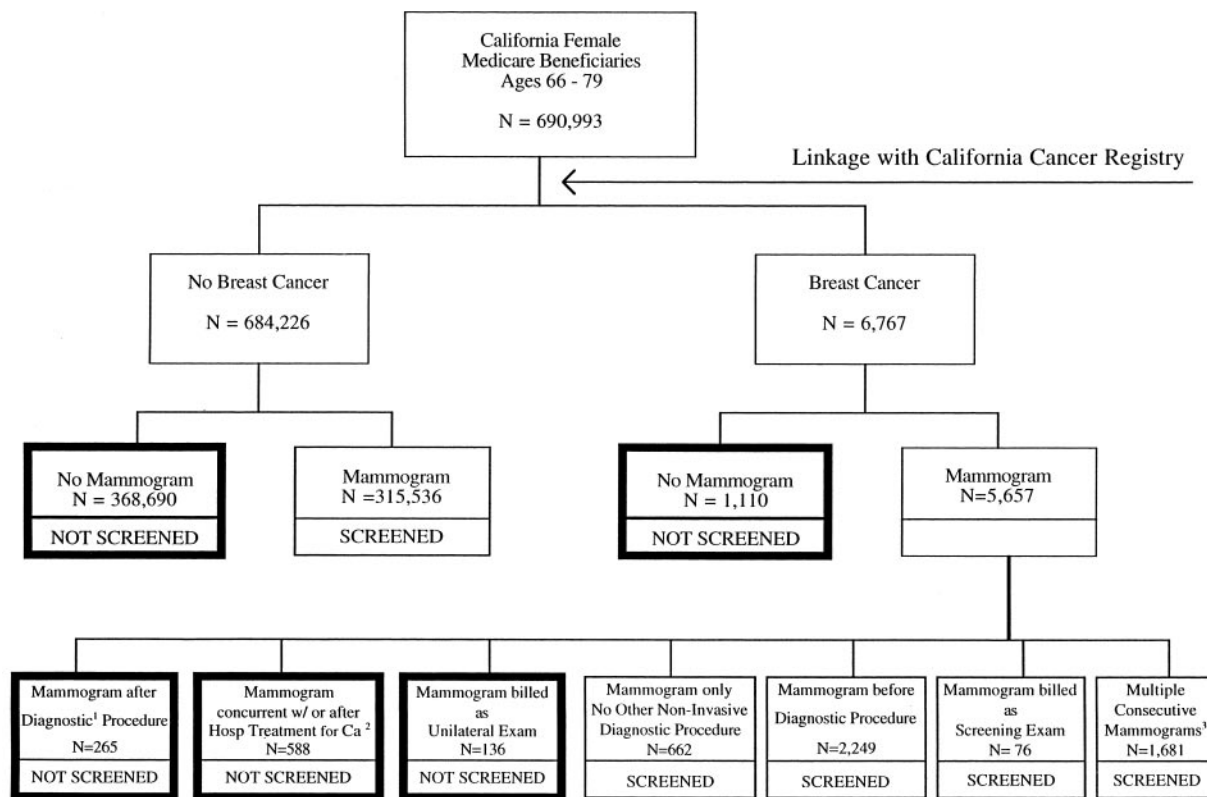 California Female
Medicare Beneficiaries
Ages 66 - 79
N = 690,993
Linkage with California Cancer Registry
No Breast Cancer
N = 684,226
Breast Cancer
N = 6,767
No Mammogram
N = 368,690
NOT SCREENED
Mammogram
N =315,536
SCREENED
No Mammogram
N = 1,110
NOT SCREENED
Mammogram
N=5,657
Mammogram after
Diagnostic¹ Procedure
N=265
NOT SCREENED
Mammogram
concurrent w/ or after
Hosp Treatment for Ca ²
N=588
NOT SCREENED
Mammogram billed
as
Unilateral Exam
N=136
NOT SCREENED
Mammogram only
No Other Non-Invasive
Diagnostic Procedure
N=662
SCREENED
Mammogram before
Diagnostic Procedure
N=2,249
SCREENED
Mammogram billed
as
Screening Exam
N= 76
SCREENED
Multiple
Consecutive
Mammograms³
N=1,681
SCREENED